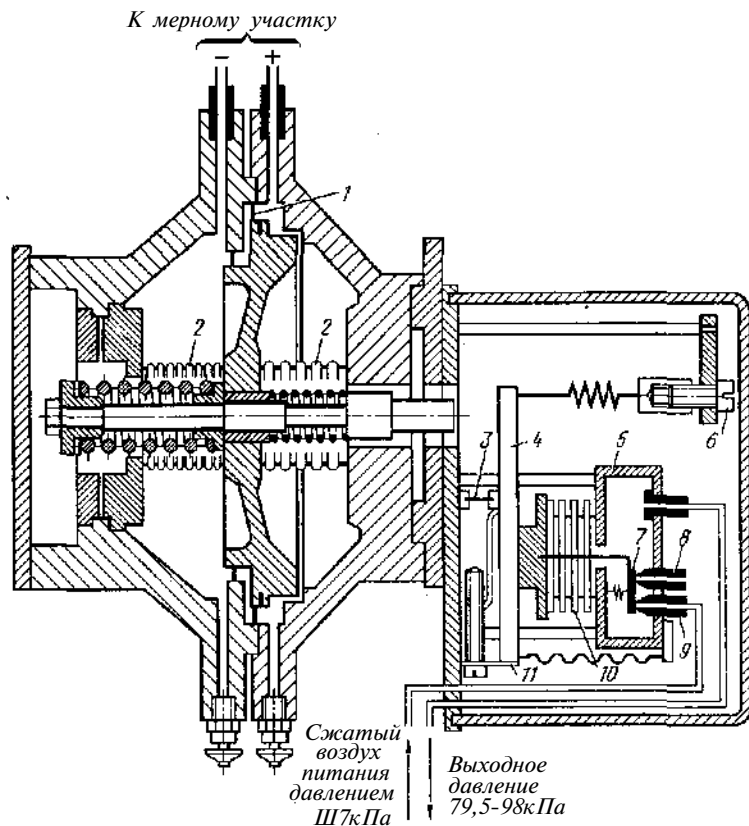 К мерному участку
− +
1
2 2
3 4 5 6
7 8
9
10
11
Сжатый
воздух
питания
давлением
Ш7кПа
Выходное
давление
79,5-98кПа